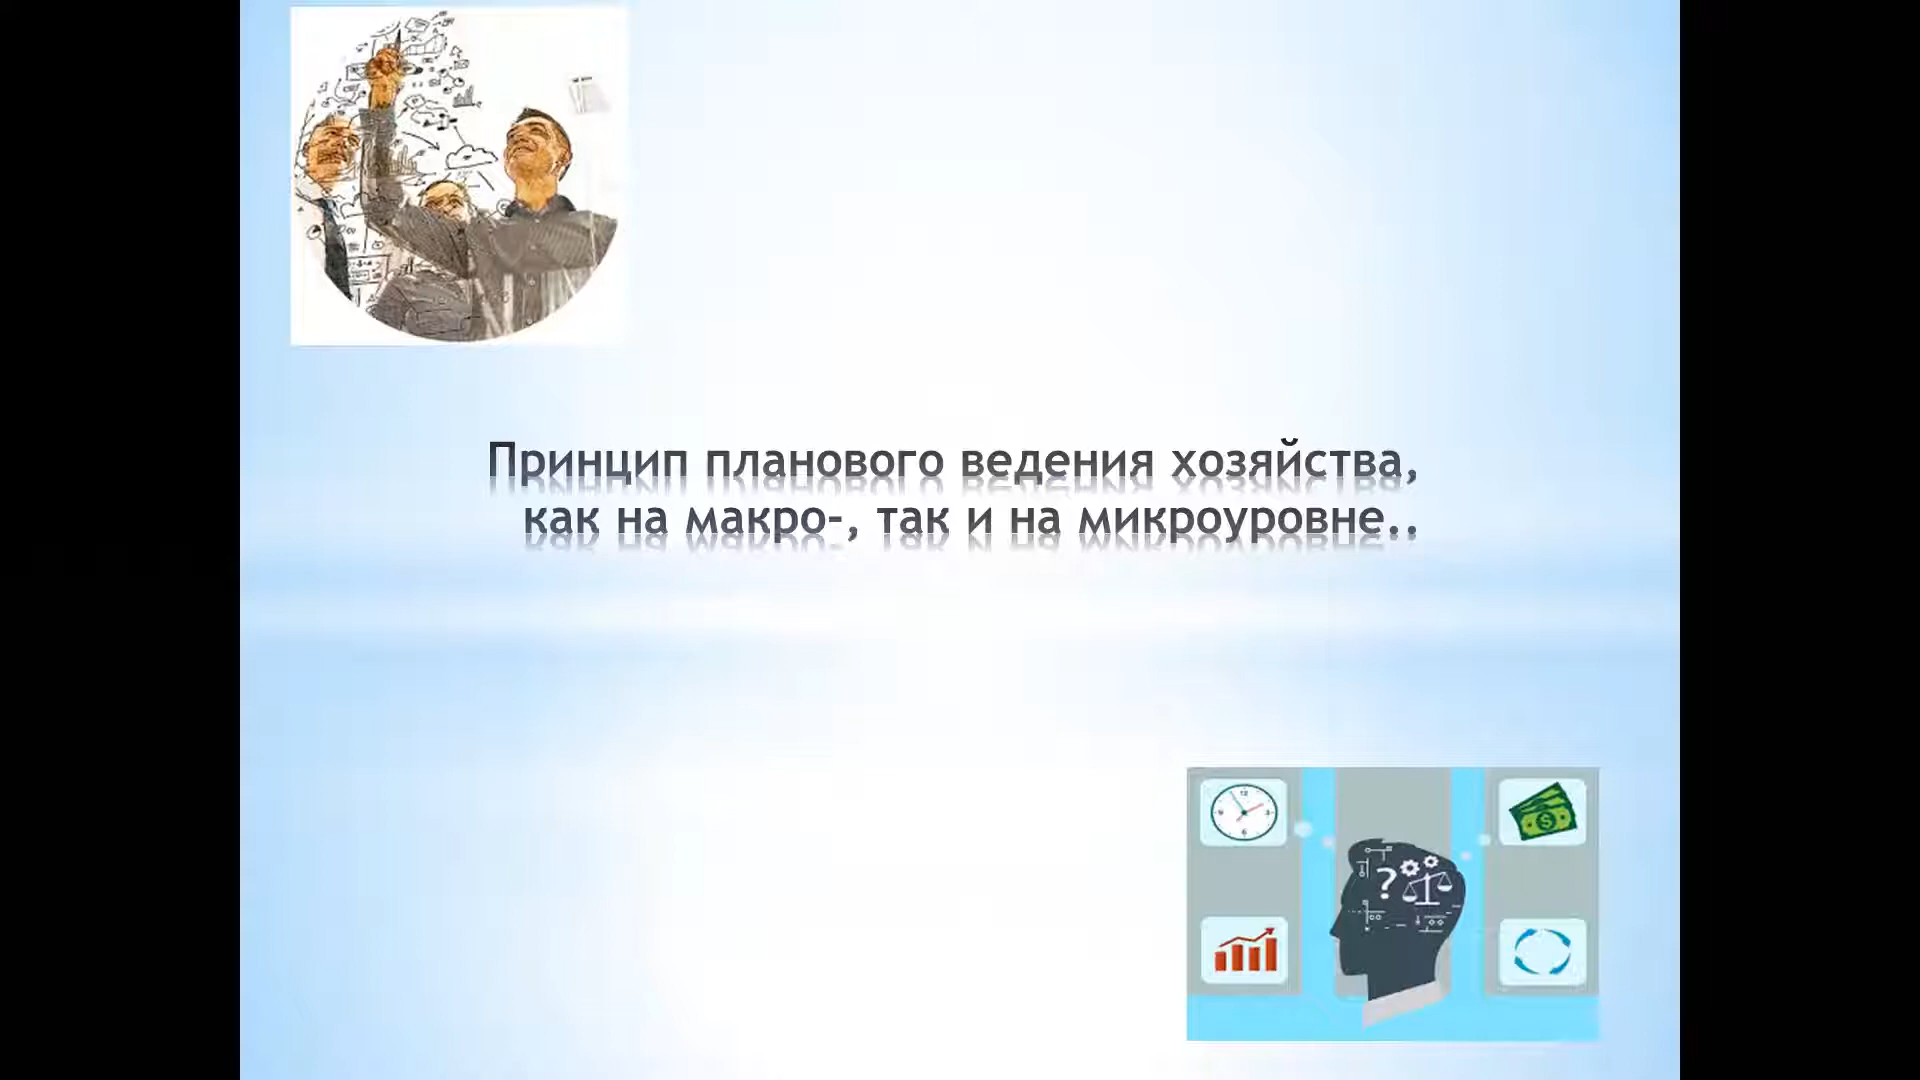 Принцип планового ведения хозяйства,
как на макро-, так и на микроуровне..